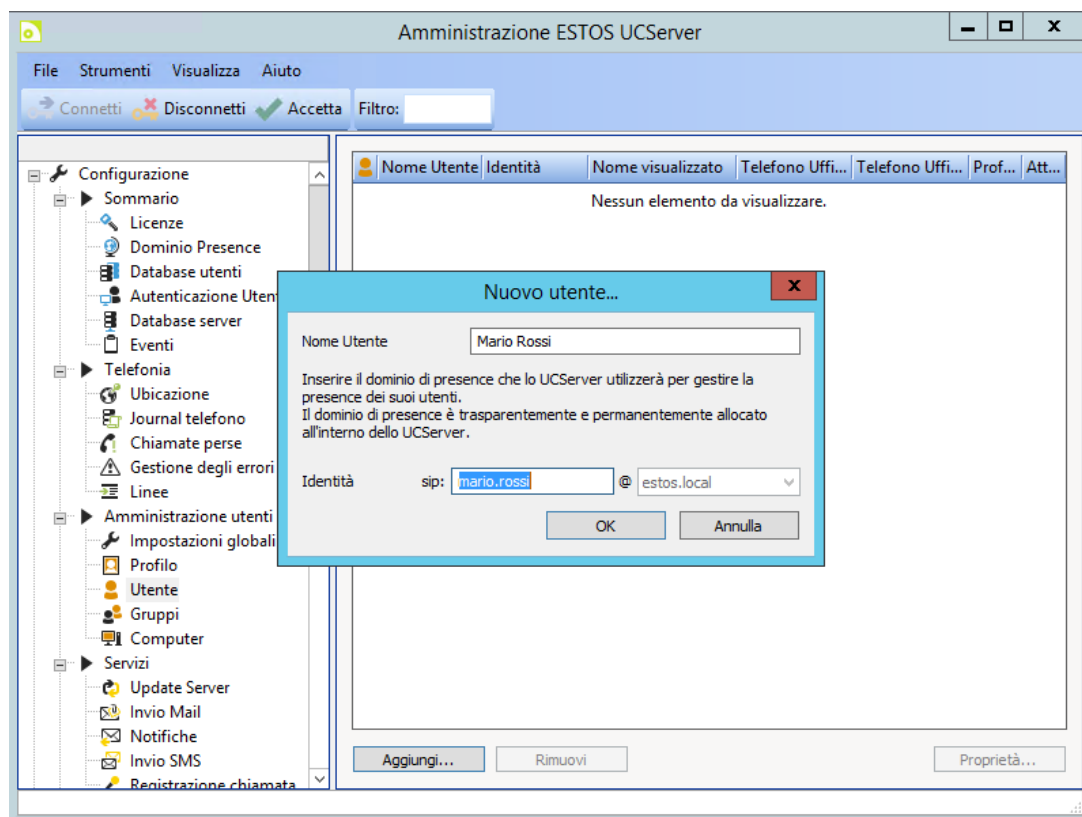 Amministrazione ESTOS UCServer
File Strumenti Visualizza Aiuto
Connetti Disconnetti Accetta Filtro:
Nome Utente Identità Nome visualizzato Telefono Uffi... Telefono Uffi... Prof... Att...
Nessun elemento da visualizzare.
Configurazione
Sommario
Licenze
Dominio Presence
Database utenti
Autenticazione Uten
Database server
Eventi
Telefonia
Ubicazione
Journal telefono
Chiamate perse
Gestione degli errori
Linee
Amministrazione utenti
Impostazioni globali
Profilo
Utente
Gruppi
Computer
Servizi
Update Server
Invio Mail
Notifiche
Invio SMS
Registrazione chiamata
Nuovo utente...
Nome Utente Mario Rossi
Inserire il dominio di presence che lo UCServer utilizzerà per gestire la
presence dei suoi utenti.
Il dominio di presence è trasparentemente e permanentemente allocato
all'interno dello UCServer.
Identità sip: mario.rossi @ estos.local
OK Annulla
Aggiungi... Rimuovi Proprietà...